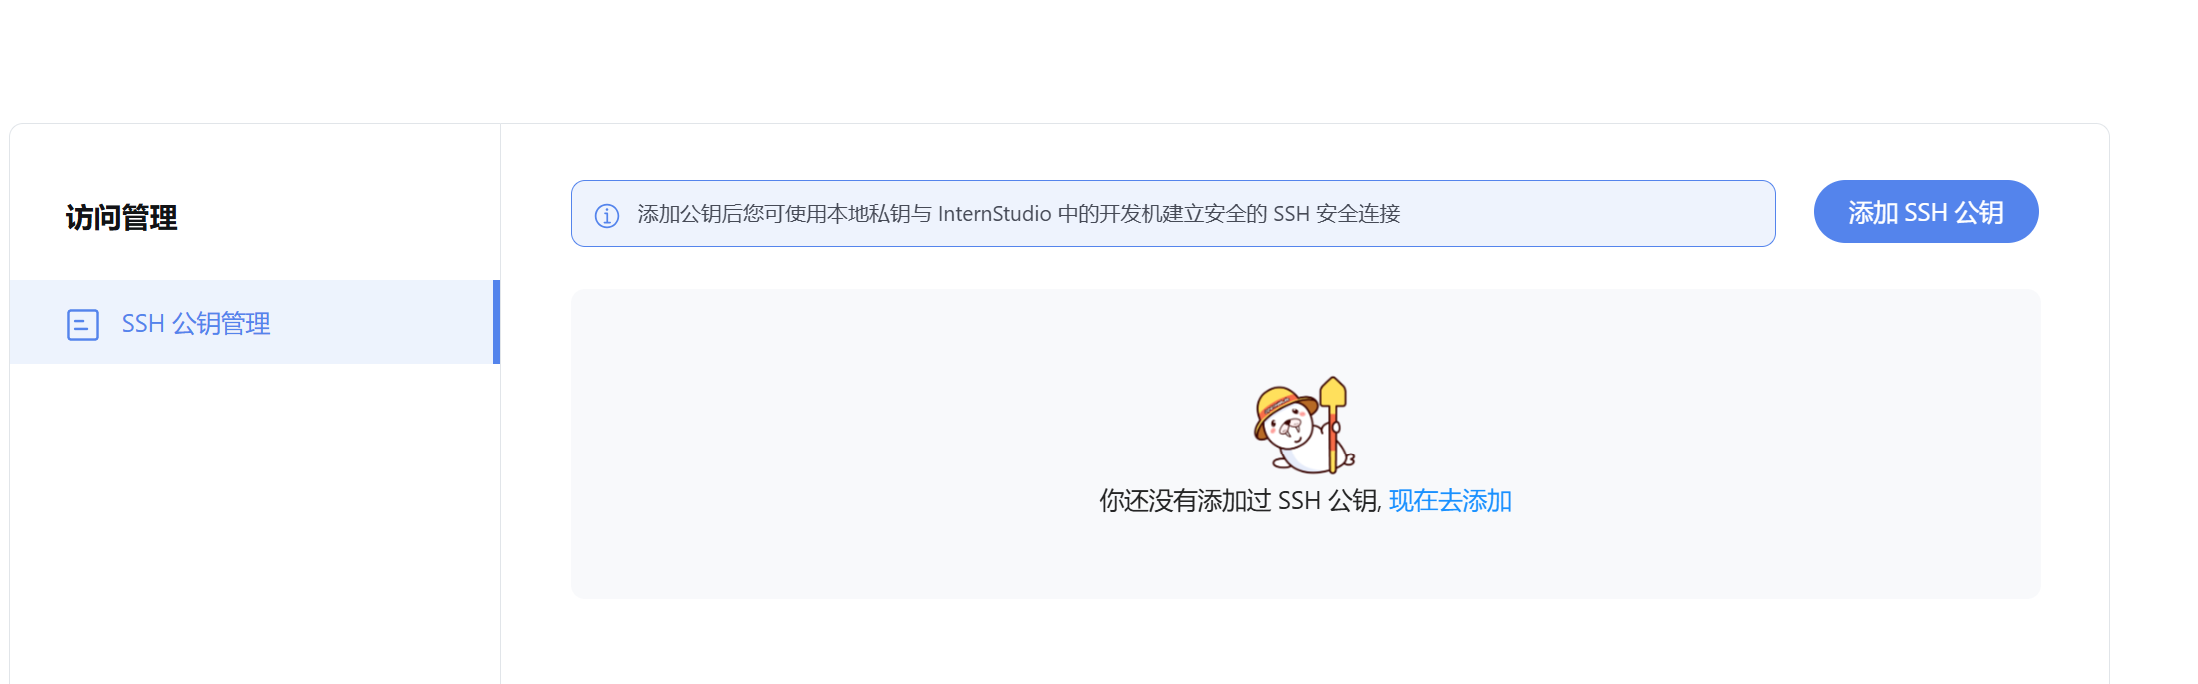 访问管理
SSH 公钥管理
添加公钥后您可使用本地私钥与 InternStudio 中的开发机建立安全的 SSH 安全连接
添加 SSH 公钥
你还没有添加过 SSH 公钥, 现在去添加